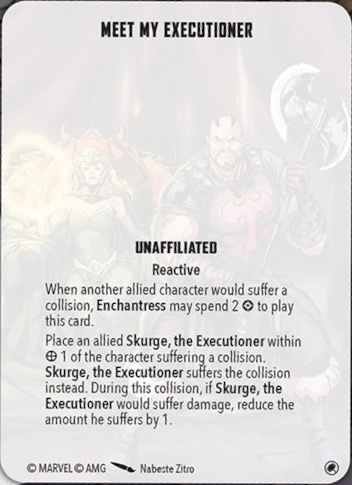 MEET MY EXECUTIONER
UNAFFILIATED
Reactive
When another allied character would suffer a
collision, Enchantress may spend 2 to play
this card.
Place an allied Skurge, the Executioner within
1 of the character suffering a collision.
Skurge, the Executioner suffers the collision
instead. During this collision, if Skurge, the
Executioner would suffer damage, reduce the
amount he suffers by 1.
© MARVEL © AMG Nabeste Zitro